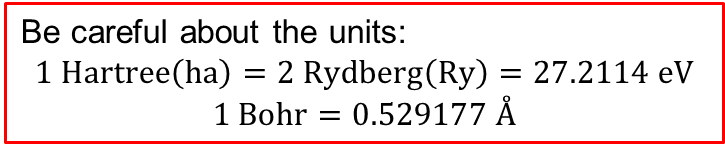 Be careful about the units:
1 Hartree(ha) = 2 Rydberg(Ry) = 27.2114 eV
1 Bohr = 0.529177 Å